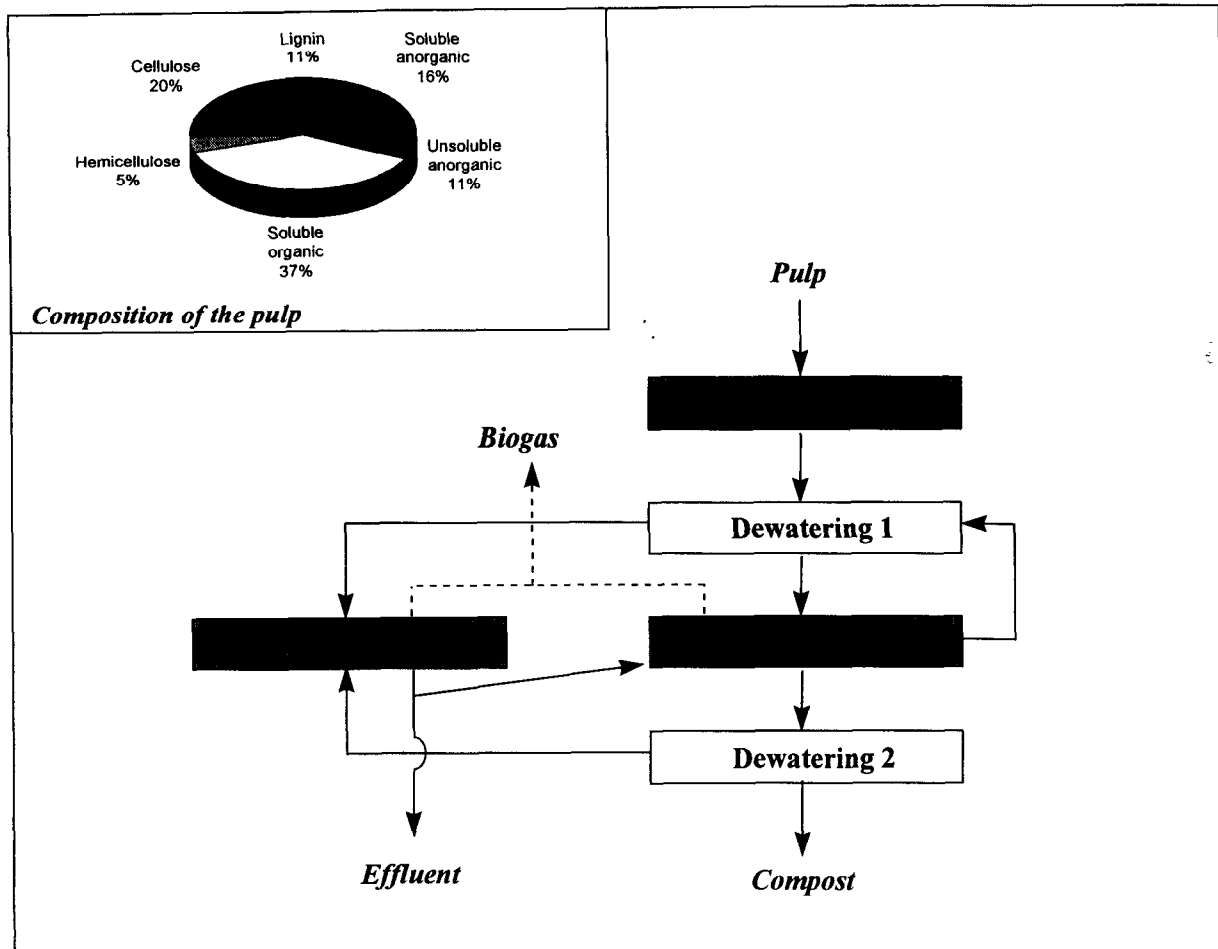 Lignin
11%
Soluble
anorganic
16%
Cellulose
20%
Hemicellulose
5%
Unsoluble
anorganic
11%
Soluble
organic
37%
Composition of the pulp
Pulp
Biogas
Dewatering 1
Dewatering 2
Effluent
Compost